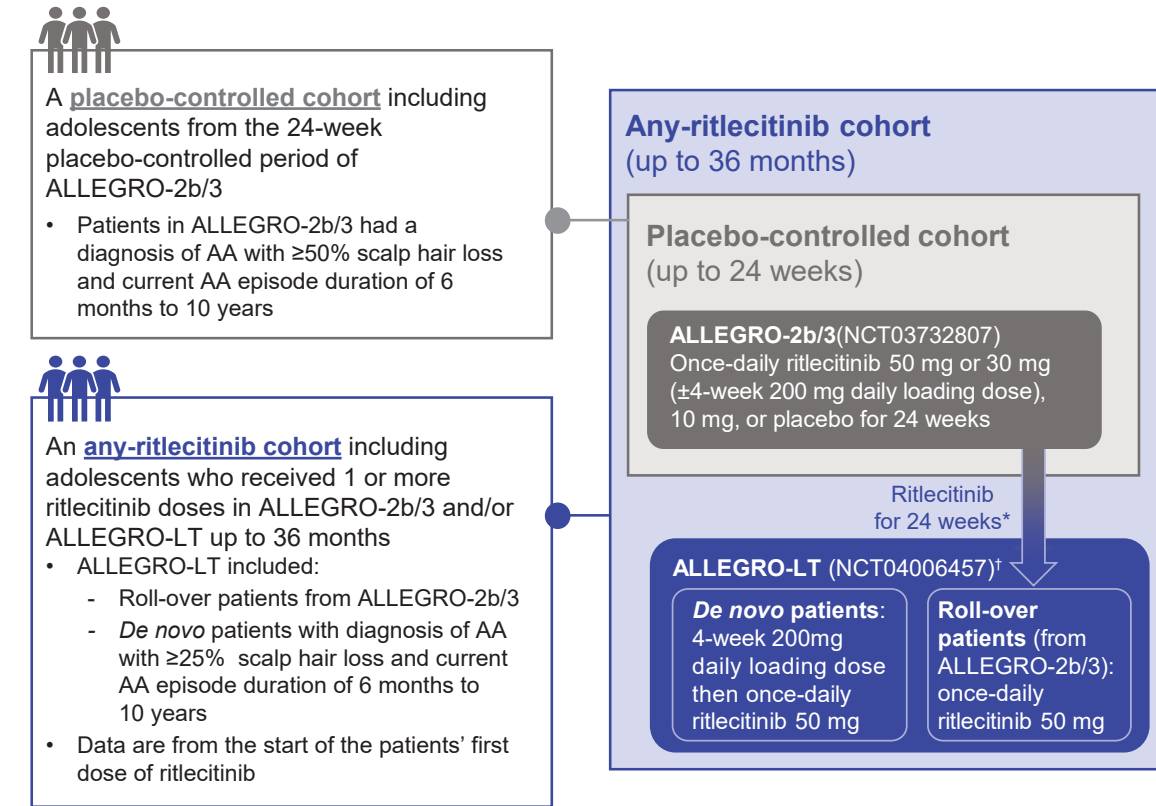 A placebo-controlled cohort including
adolescents from the 24-week
placebo-controlled period of
ALLEGRO-2b/3
• Patients in ALLEGRO-2b/3 had a
diagnosis of AA with ≥50% scalp hair loss
and current AA episode duration of 6
months to 10 years
An any-ritlecitinib cohort including
adolescents who received 1 or more
ritlecitinib doses in ALLEGRO-2b/3 and/or
ALLEGRO-LT up to 36 months
• ALLEGRO-LT included:
- Roll-over patients from ALLEGRO-2b/3
- De novo patients with diagnosis of AA
with ≥25% scalp hair loss and current
AA episode duration of 6 months to
10 years
• Data are from the start of the patients’ first
dose of ritlecitinib
Any-ritlecitinib cohort
(up to 36 months)
Placebo-controlled cohort
(up to 24 weeks)
ALLEGRO-2b/3(NCT03732807)
Once-daily ritlecitinib 50 mg or 30 mg
(±4-week 200 mg daily loading dose),
10 mg, or placebo for 24 weeks
Ritlecitinib
for 24 weeks*
ALLEGRO-LT (NCT04006457)†
De novo patients:
4-week 200mg
daily loading dose
then once-daily
ritlecitinib 50 mg
Roll-over
patients (from
ALLEGRO-2b/3):
once-daily
ritlecitinib 50 mg